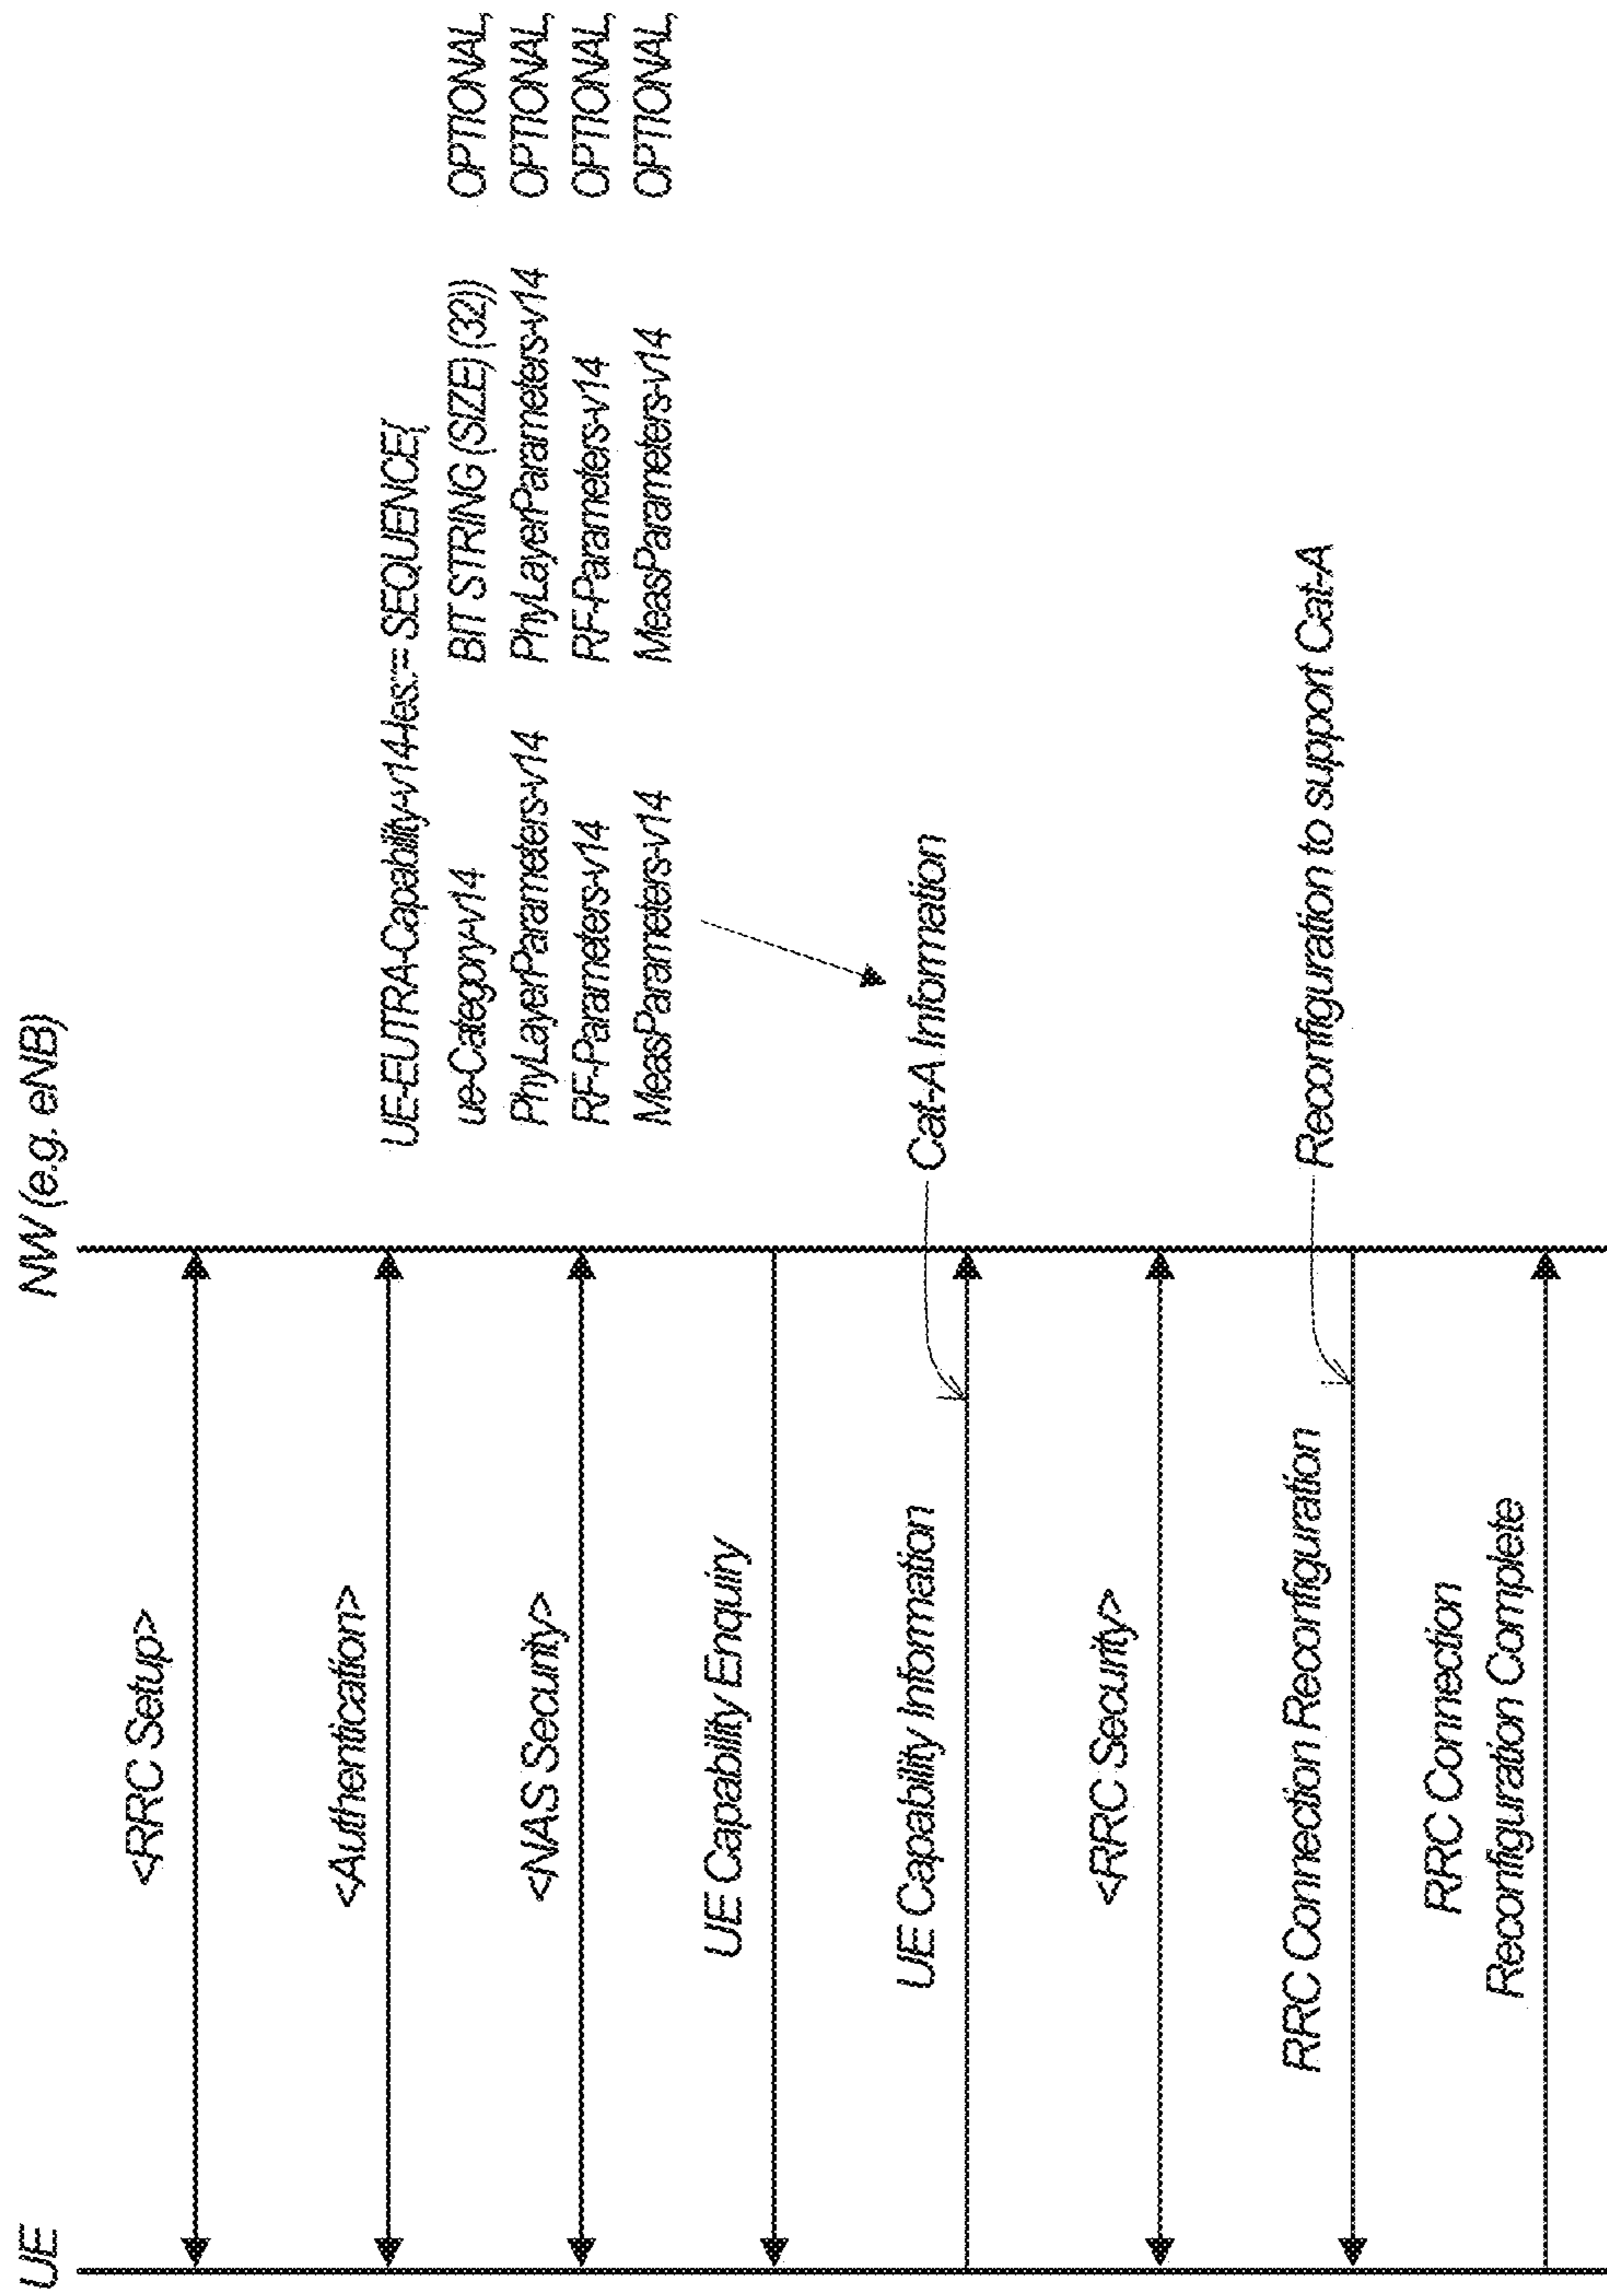 UE
NW (e.g. eNB)
<RRC Setup>
<Authentication>
UE-EUTRA-Capability-v14-Ies::= SEQUENCE{
ue-Category-v14 BIT STRING (SIZE) (32)) OPTIONAL,
PhyLayerParameters-v14 PhyLayerParameters-v14 OPTIONAL,
RF-Parameters-v14 RF-Parameters-v14 OPTIONAL,
MeasParameters-v14 MeasParameters-v14 OPTIONAL,
<NAS Security>
UE Capability Enquiry
UE Capability Information
Cat-A Information
<RRC Security>
RRC Connection Reconfiguration
Reconfiguration to support Cat-A
RRC Connection
Reconfiguration Complete